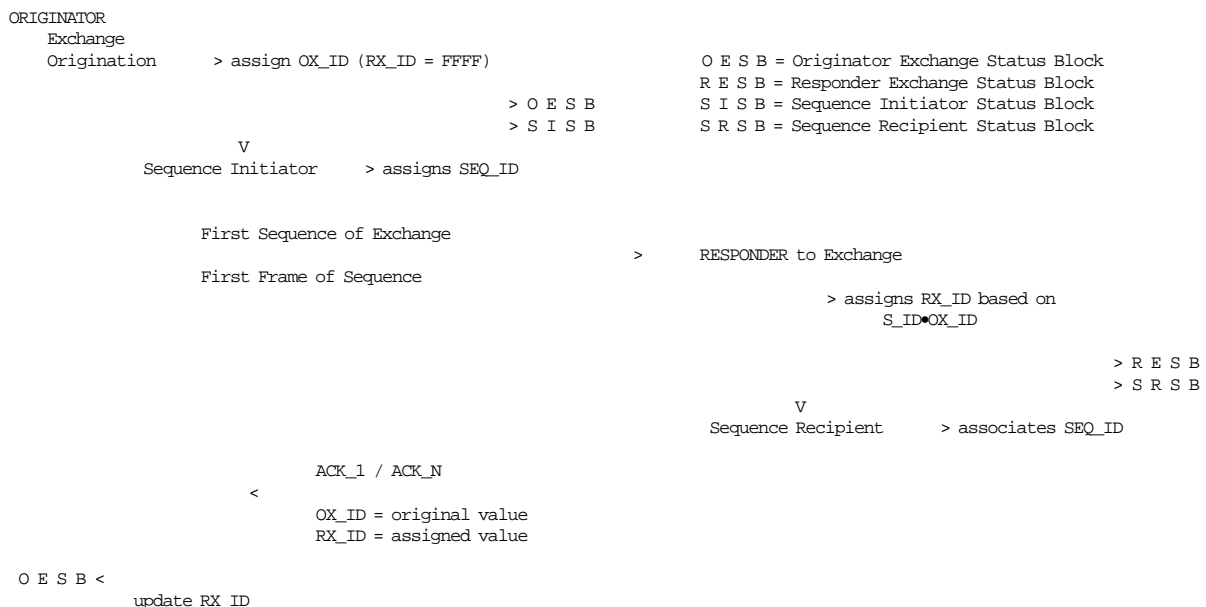 ORIGINATOR
Exchange
Origination > assign OX_ID (RX_ID = FFFF)
O E S B = Originator Exchange Status Block
R E S B = Responder Exchange Status Block
> O E S B
S I S B = Sequence Initiator Status Block
> S I S B
S R S B = Sequence Recipient Status Block
V
Sequence Initiator > assigns SEQ_ID
First Sequence of Exchange
> RESPONDER to Exchange
First Frame of Sequence
> assigns RX_ID based on
S_ID●OX_ID
> R E S B
> S R S B
V
Sequence Recipient > associates SEQ_ID
ACK_1 / ACK_N
<
OX_ID = original value
RX_ID = assigned value
O E S B <
update RX_ID